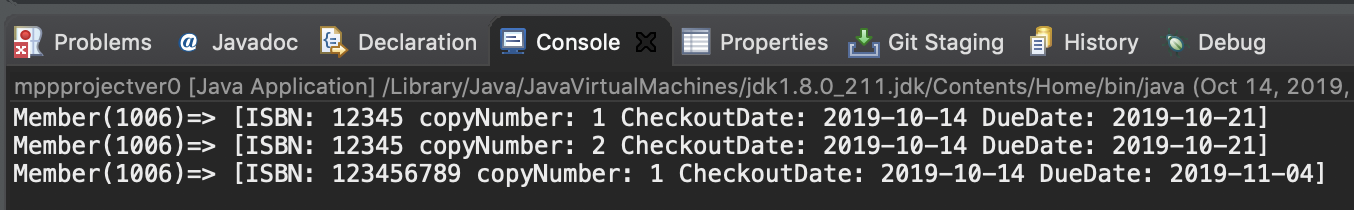 Problems Javadoc Declaration Console Properties Git Staging History Debug
mppprojectver0 [Java Application] /Library/Java/JavaVirtualMachines/jdk1.8.0_211.jdk/Contents/Home/bin/java (Oct 14, 2019,
Member(1006)=> [ISBN: 12345 copyNumber: 1 CheckoutDate: 2019-10-14 DueDate: 2019-10-21]
Member(1006)=> [ISBN: 12345 copyNumber: 2 CheckoutDate: 2019-10-14 DueDate: 2019-10-21]
Member(1006)=> [ISBN: 123456789 copyNumber: 1 CheckoutDate: 2019-10-14 DueDate: 2019-11-04]